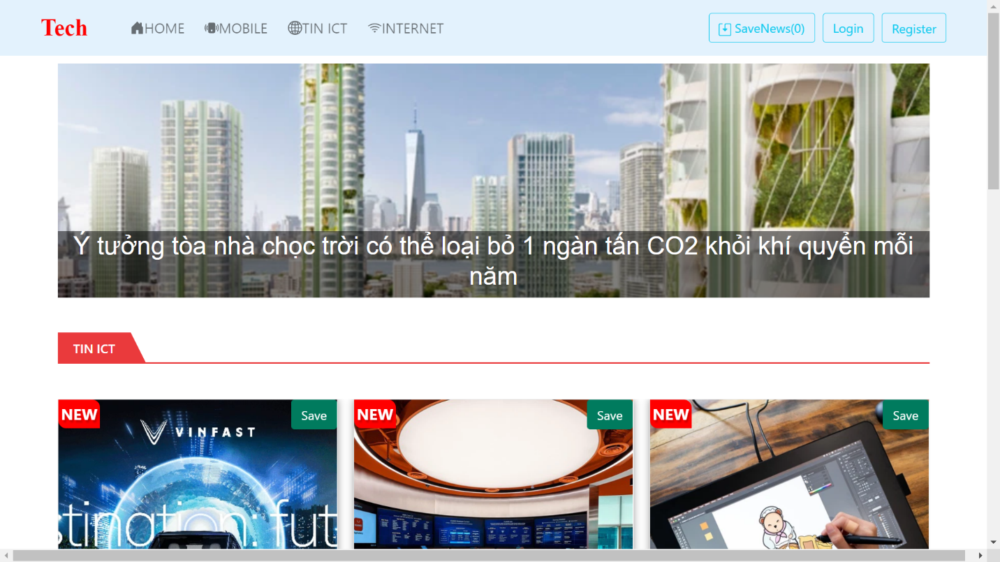 Tech
HOME
MOBILE
TIN ICT
INTERNET
SaveNews(0)
Login
Register
Ý tưởng tòa nhà chọc trời có thể loại bỏ 1 ngàn tấn CO2 khỏi khí quyển mỗi
năm
TIN ICT
NEW
Save
VINFAST
stination: fut
NEW
Save
NEW
Save